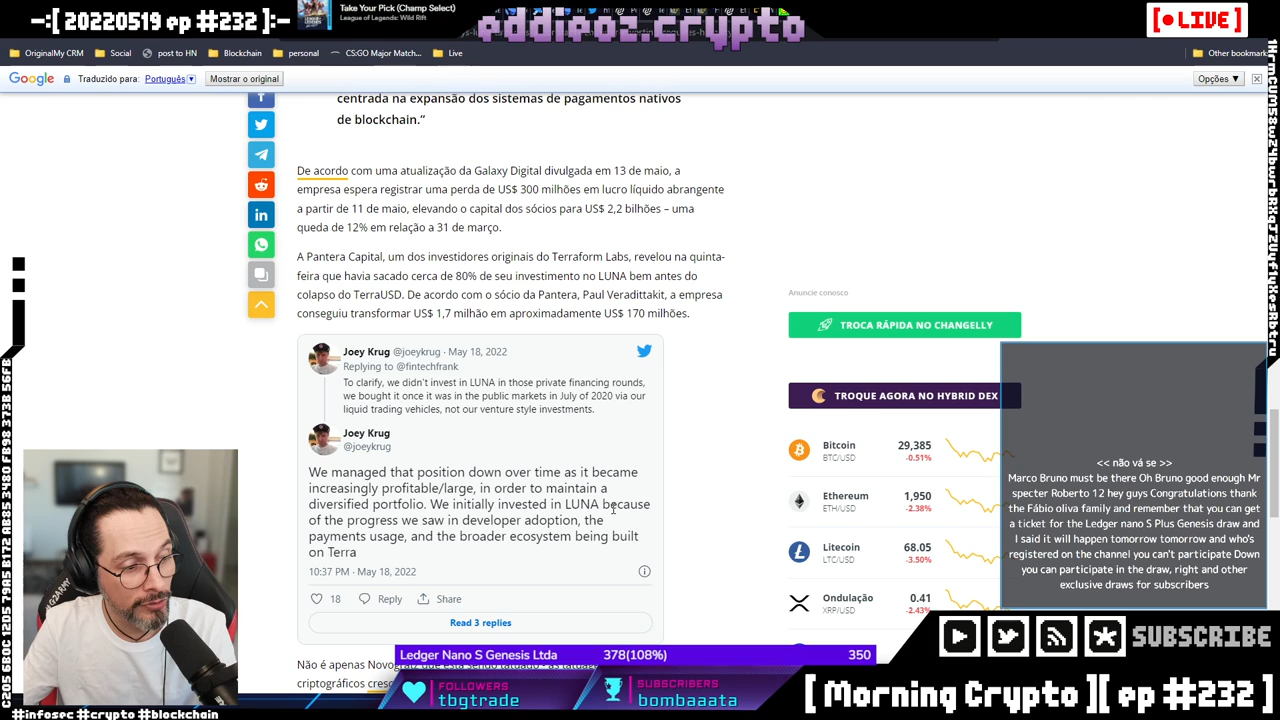 -:[ 20220519 ep #232 ]:-
Take Your Pick (Champ Select)
League of Legends: Wild Rift
eddieoz.crypto
[● LIVE ]
OriginalMy CRM
Social
post to HN
Blockchain
personal
CS:GO Major Match...
Live
Other bookmark
Google
Traduzido para:
Português
Mostrar o original
Opções ▼
centrada na expansão dos sistemas de pagamentos nativos
de blockchain.”
De acordo com uma atualização da Galaxy Digital divulgada em 13 de maio, a
empresa espera registrar uma perda de US$ 300 milhões em lucro líquido abrangente
a partir de 11 de maio, elevando o capital dos sócios para US$ 2,2 bilhões – uma
queda de 12% em relação a 31 de março.
A Pantera Capital, um dos investidores originais do Terraform Labs, revelou na quinta-
feira que havia sacado cerca de 80% de seu investimento no LUNA bem antes do
colapso do TerraUSD. De acordo com o sócio da Pantera, Paul Veradittakit, a empresa
conseguiu transformar US$ 1,7 milhão em aproximadamente US$ 170 milhões.
Joey Krug @joeykrug · May 18, 2022
Replying to @fintechfrank
To clarify, we didn't invest in LUNA in those private financing rounds,
we bought it once it was in the public markets in July of 2020 via our
liquid trading vehicles, not our venture style investments.
Joey Krug
@joeykrug
We managed that position down over time as it became
increasingly profitable/large, in order to maintain a
diversified portfolio. We initially invested in LUNA because
of the progress we saw in developer adoption, the
payments usage, and the broader ecosystem being built
on Terra
10:37 PM · May 18, 2022
18
Reply
Share
Read 3 replies
Não é apenas Novogratz que está sendo tatuado - as tatuag
criptográficos cresc
Anuncie conosco
TROCA RÁPIDA NO CHANGELLY
TROQUE AGORA NO HYBRID DEX
Bitcoin 29,385
BTC/USD -0.51%
Ethereum 1,950
ETH/USD -2.38%
Litecoin 68.05
LTC/USD -3.50%
Ondulação 0.41
XRP/USD -2.43%
<< não vá se >>
Marco Bruno must be there Oh Bruno good enough Mr
specter Roberto 12 hey guys Congratulations thank
the Fábio oliva family and remember that you can get
a ticket for the Ledger nano S Plus Genesis draw and
I said it will happen tomorrow tomorrow and who's
registered on the channel you can't participate Down
you can participate in the draw, right and other
exclusive draws for subscribers
Ledger Nano S Genesis Ltda 378(108%) 350
FOLLOWERS
tbgtrade
SUBSCRIBERS
bombaaata
SUBSCRIBE
[ Morning Crypto ][ ep #232 ]
#infosec #crypto #blockchain